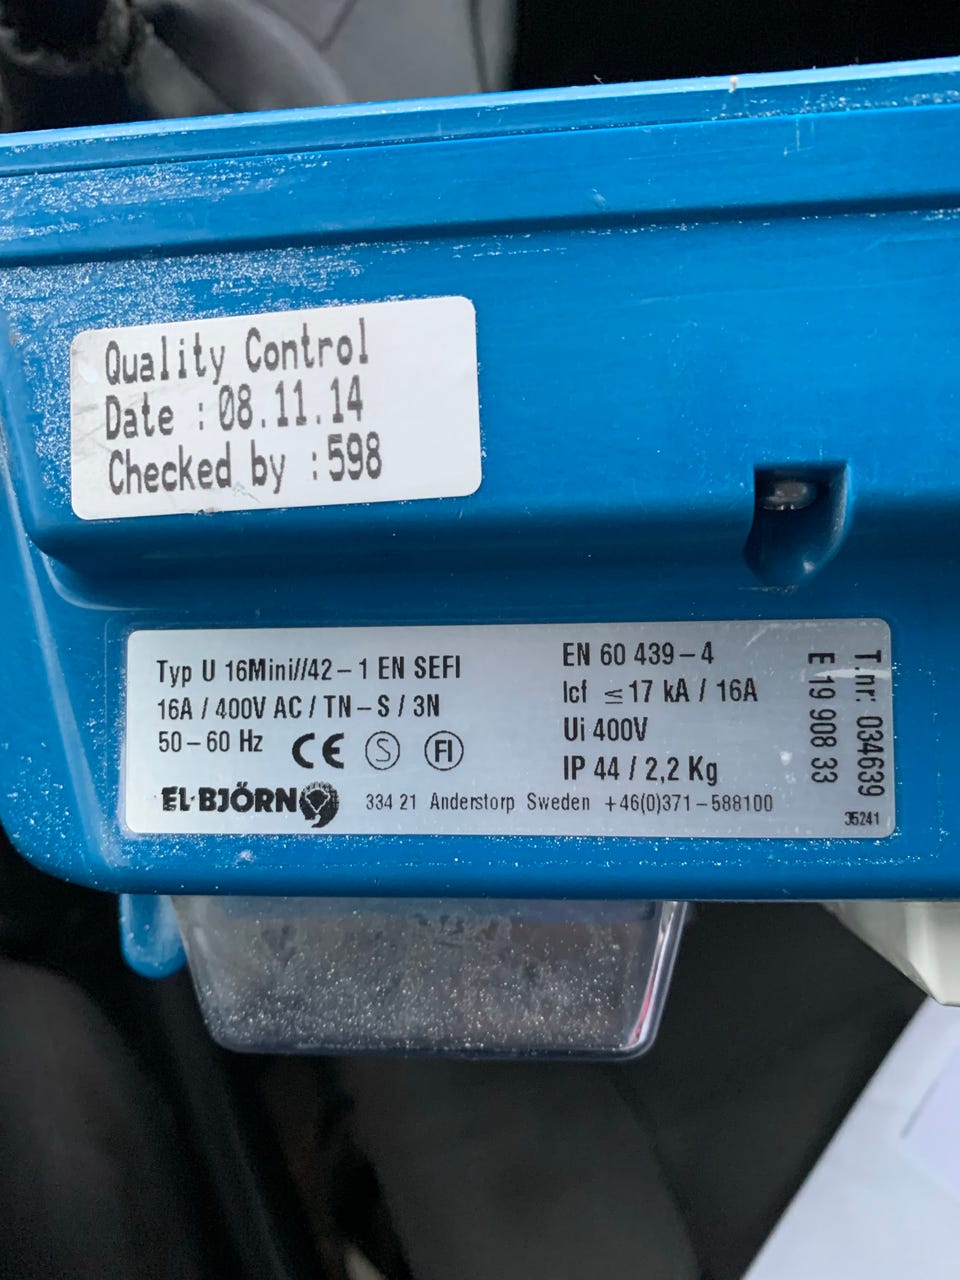 Quality Control
Date : 08.11.14
Checked by : 598
Typ U 16Mini//42-1 EN SEFI
16A / 400V AC / TN-S / 3N
50-60 Hz CE S FI
EL·BJÖRN 334 21 Anderstorp Sweden +46(0)371-588100
EN 60 439-4
Icf ≤17 kA / 16A
Ui 400V
IP 44 / 2,2 Kg
T.nr. 034639
E 19 908 33
35241